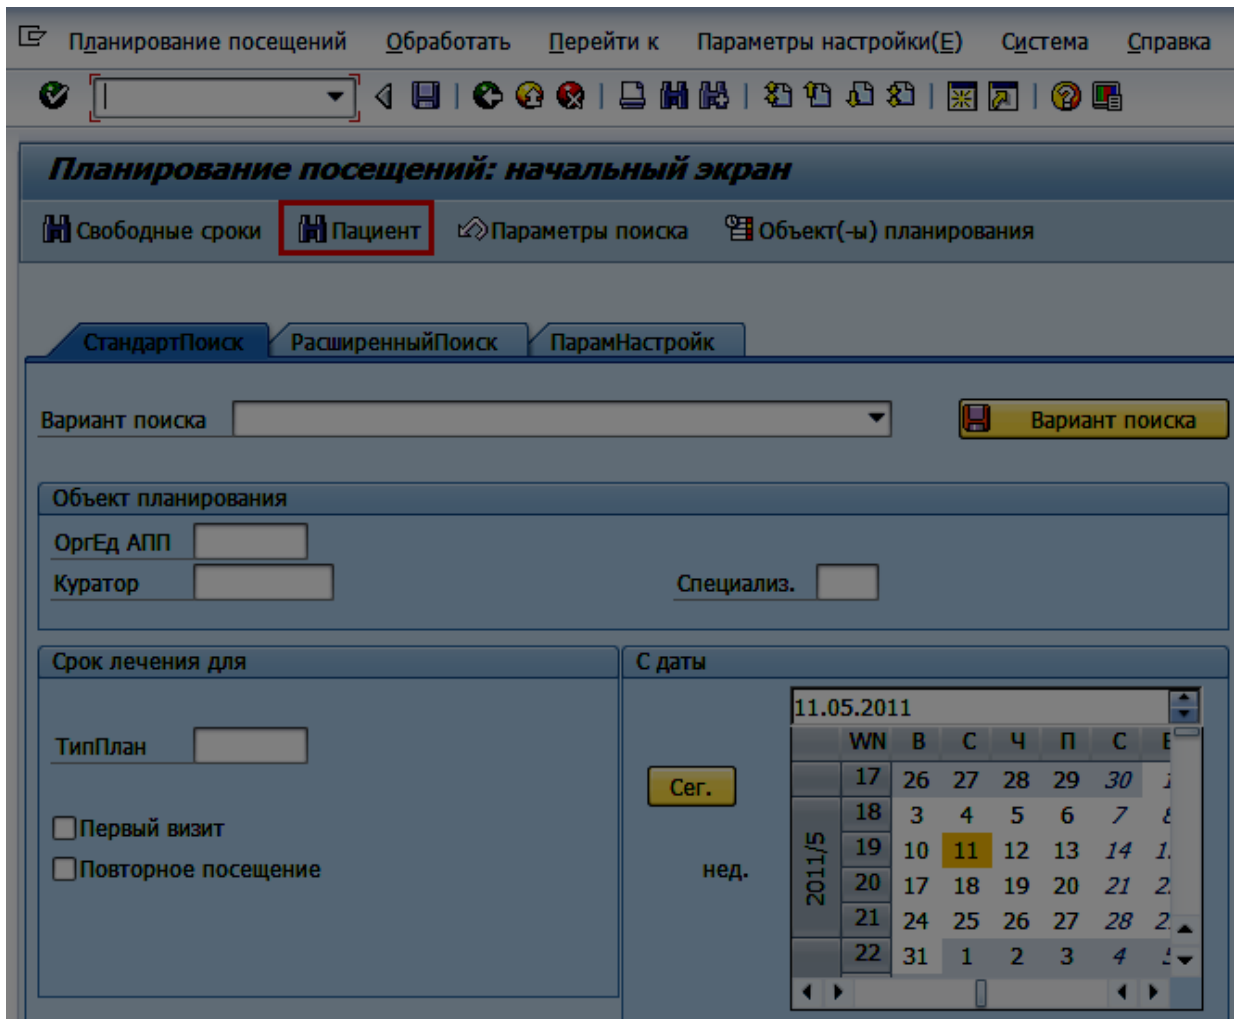 Планирование посещений Обработать Перейти к Параметры настройки(E) Система Справка
Планирование посещений: начальный экран
Свободные сроки Пациент Параметры поиска Объект(-ы) планирования
СтандартПоиск РасширенныйПоиск ПарамНастройк
Вариант поиска Вариант поиска
Объект планирования
ОргЕд АПП
Куратор Специализ.
Срок лечения для С даты
11.05.2011
ТипПлан WN В С Ч П С
Сег. 17 26 27 28 29 30
Первый визит 18 3 4 5 6 7
2011/5 19 10 11 12 13 14
Повторное посещение нед. 20 17 18 19 20 21
21 24 25 26 27 28
22 31 1 2 3 4